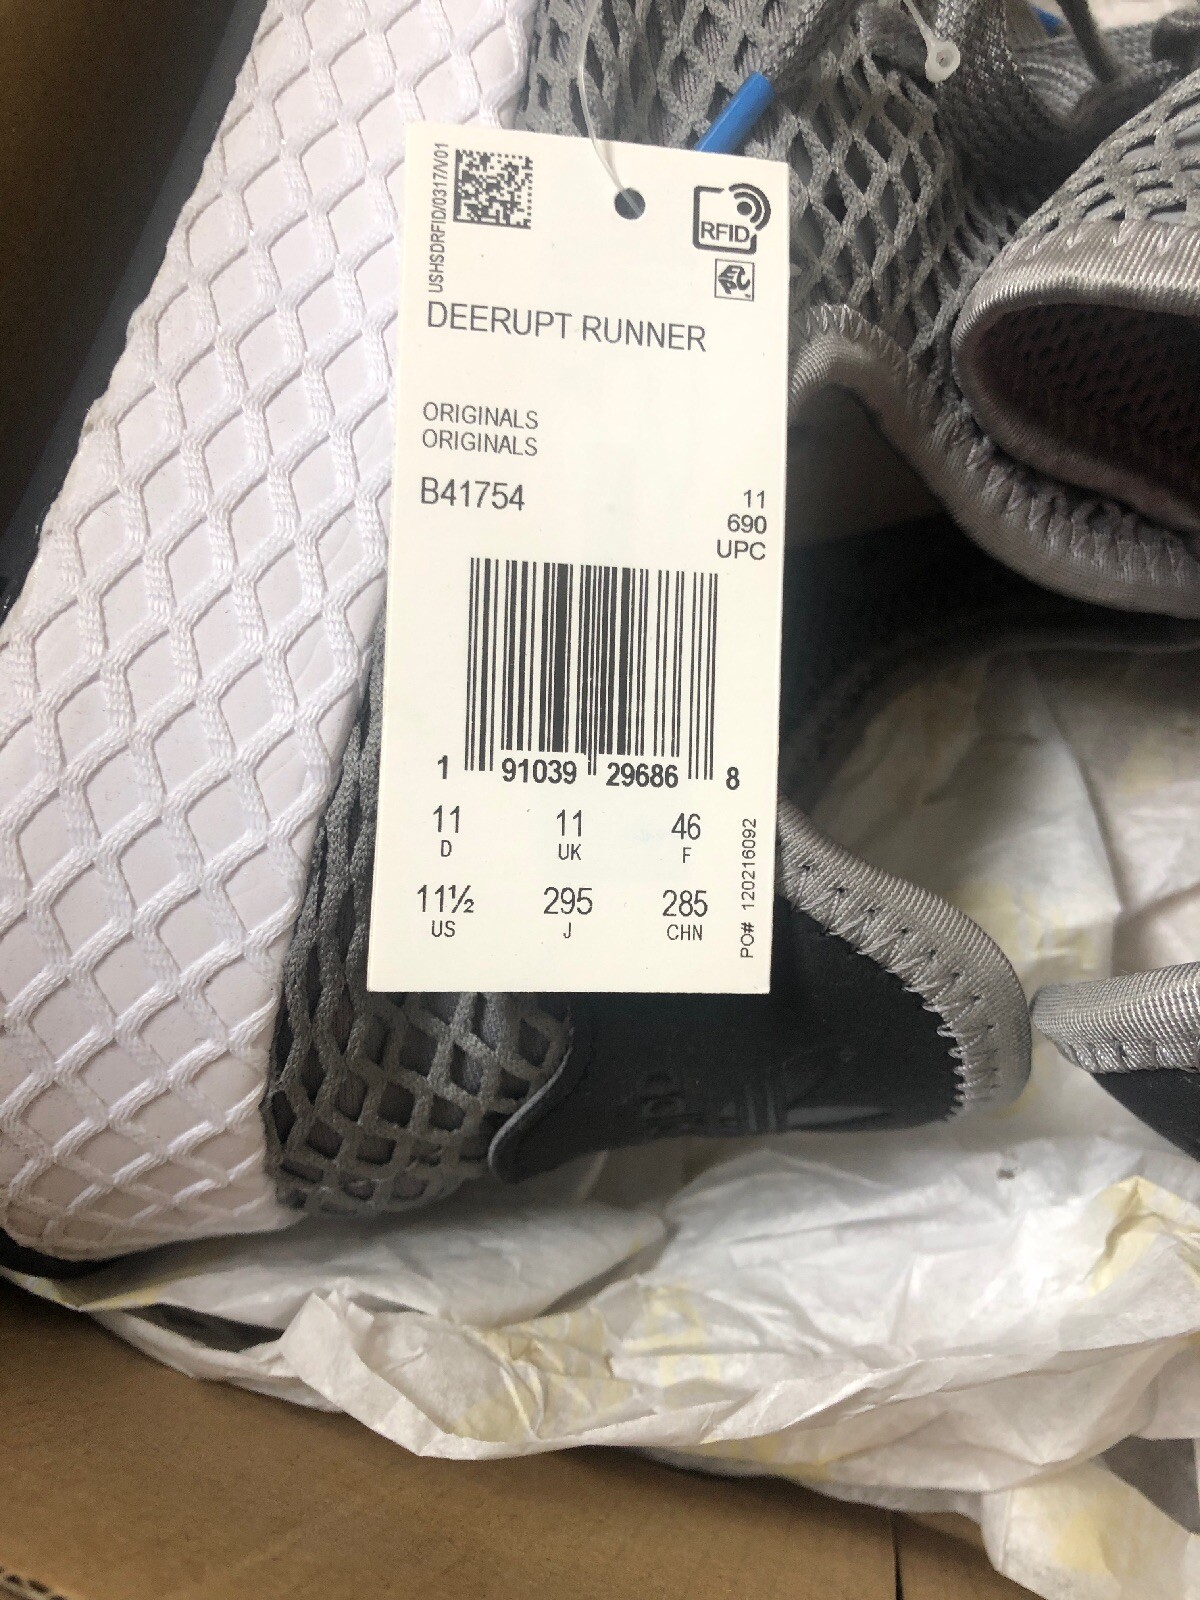 USHSDRFID/0317/V01
RFID
EPC
DEERUPT RUNNER
ORIGINALS
ORIGINALS
B41754
11
690
UPC
1 91039 29686 8
11 11 46
D UK F
11½ 295 285
US J CHN
PO# 120216092